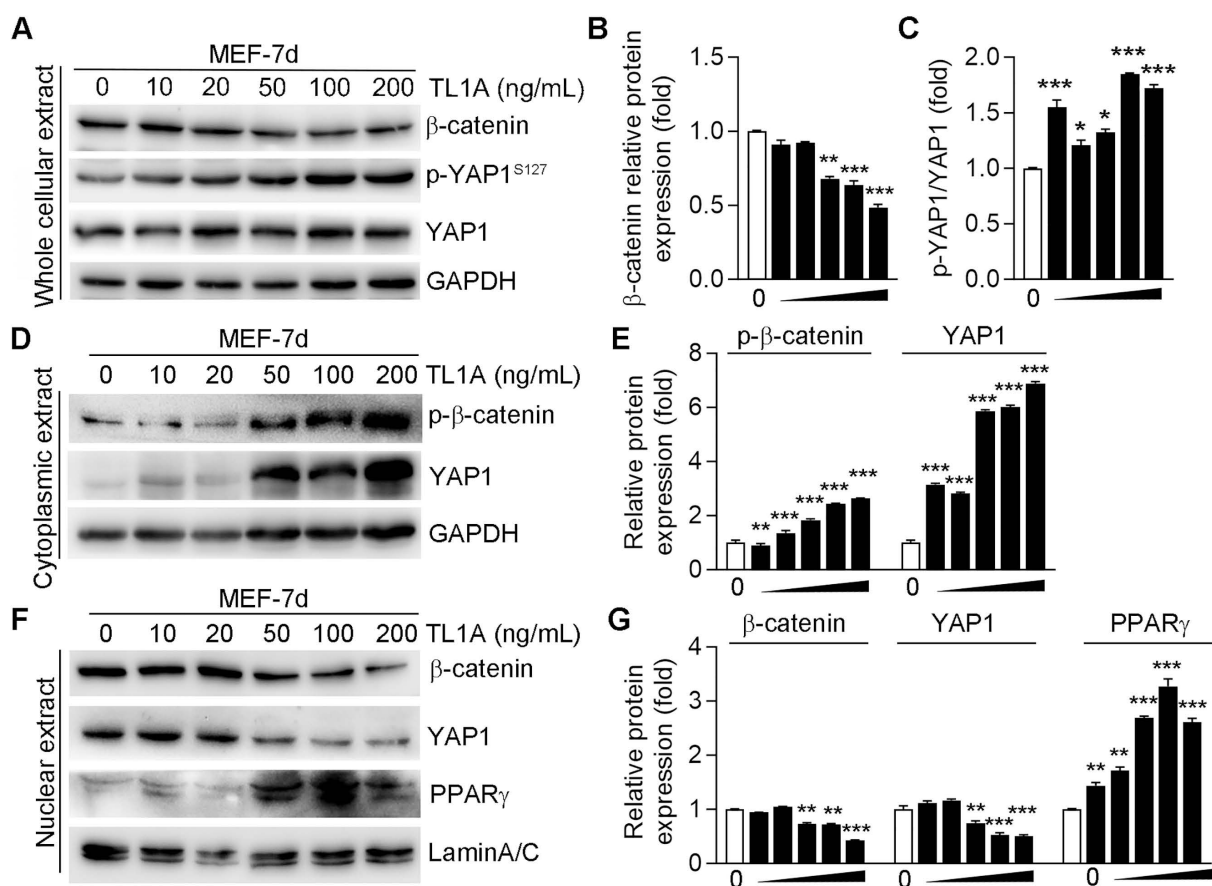 A
MEF-7d
0 10 20 50 100 200 TL1A (ng/mL)
Whole cellular extract
β-catenin
p-YAP1S127
YAP1
GAPDH
B
β-catenin relative protein
expression (fold)
1.5
1.0
0.5
0.0
** *** ***
0
C
p-YAP1/YAP1 (fold)
2.0
1.5
1.0
0.5
0.0
*** * * *** ***
0
D
MEF-7d
0 10 20 50 100 200 TL1A (ng/mL)
Cytoplasmic extract
p-β-catenin
YAP1
GAPDH
E
p-β-catenin YAP1
Relative protein
expression (fold)
8
6
4
2
0
** *** *** *** ***
*** *** *** *** ***
0 0
F
MEF-7d
0 10 20 50 100 200 TL1A (ng/mL)
Nuclear extract
β-catenin
YAP1
PPARγ
LaminA/C
G
β-catenin YAP1 PPARγ
Relative protein
expression (fold)
4
3
2
1
0
** ** ***
** *** ***
** ** *** *** ***
0 0 0